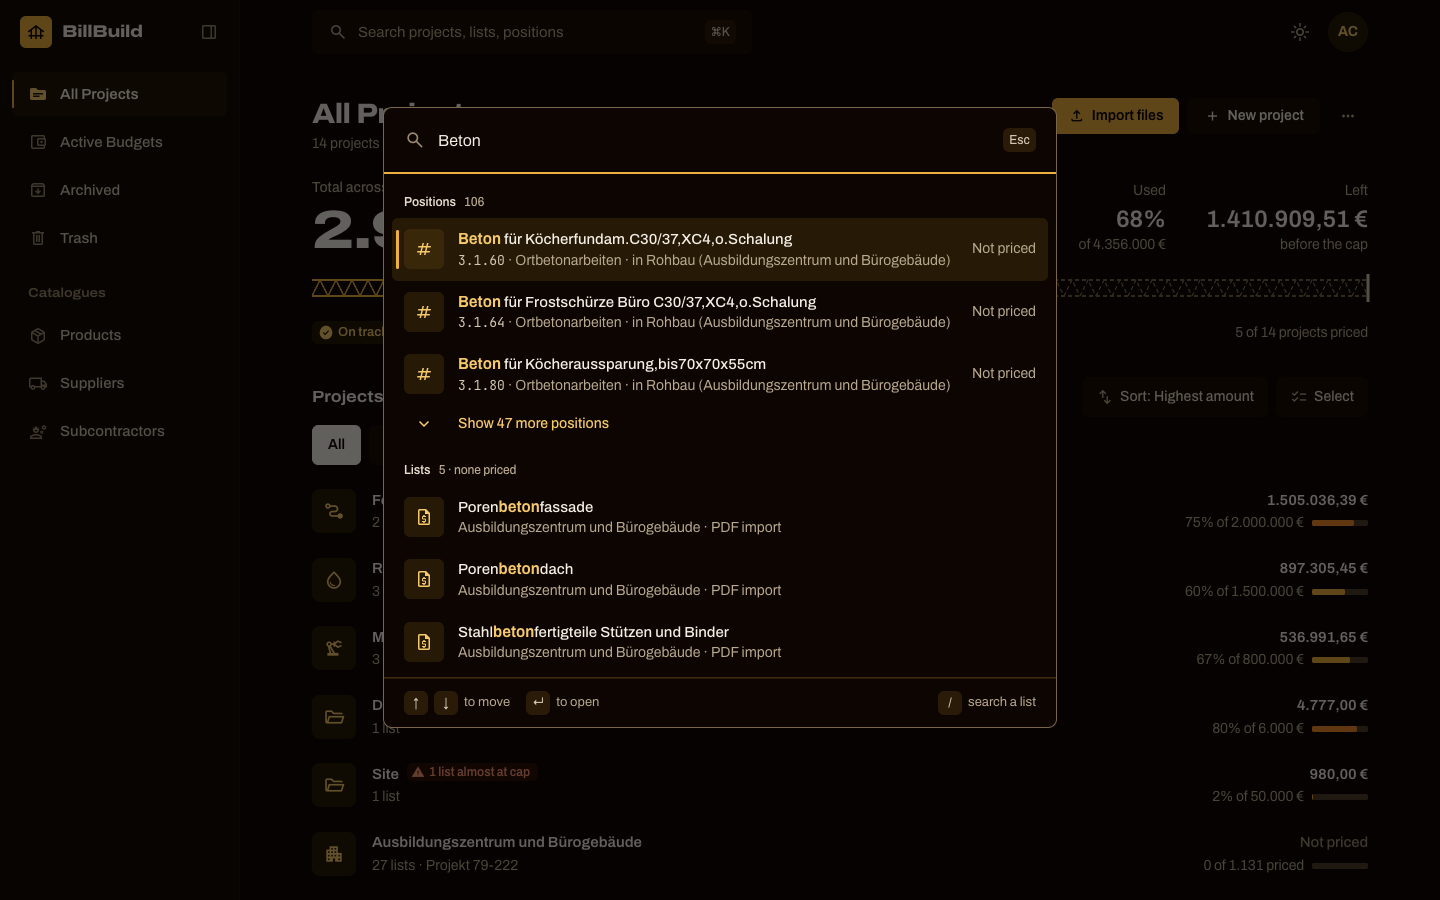 BillBuild
Search projects, lists, positions
⌘K
AC
All Projects
Active Budgets
Archived
Trash
Catalogues
Products
Suppliers
Subcontractors
14 projects
Import files
New project
Used
Left
68%
1.410.909,51 €
of 4.356.000 €
before the cap
5 of 14 projects priced
Projects
Sort: Highest amount
Select
All
Beton
Esc
Positions 106
Beton für Köcherfundam.C30/37,XC4,o.Schalung
3.1.60 · Ortbetonarbeiten · in Rohbau (Ausbildungszentrum und Bürogebäude)
Not priced
Beton für Frostschürze Büro C30/37,XC4,o.Schalung
3.1.64 · Ortbetonarbeiten · in Rohbau (Ausbildungszentrum und Bürogebäude)
Not priced
Beton für Köcheraussparung,bis70x70x55cm
3.1.80 · Ortbetonarbeiten · in Rohbau (Ausbildungszentrum und Bürogebäude)
Not priced
Show 47 more positions
Lists 5 · none priced
Porenbetonfassade
Ausbildungszentrum und Bürogebäude · PDF import
Porenbetondach
Ausbildungszentrum und Bürogebäude · PDF import
Stahlbetonfertigteile Stützen und Binder
Ausbildungszentrum und Bürogebäude · PDF import
↑ ↓ to move ↵ to open
/ search a list
1.505.036,39 €
75% of 2.000.000 €
897.305,45 €
60% of 1.500.000 €
536.991,65 €
67% of 800.000 €
4.777,00 €
1 list
80% of 6.000 €
Site 1 list almost at cap
980,00 €
1 list
2% of 50.000 €
Ausbildungszentrum und Bürogebäude
Not priced
27 lists · Projekt 79-222
0 of 1.131 priced